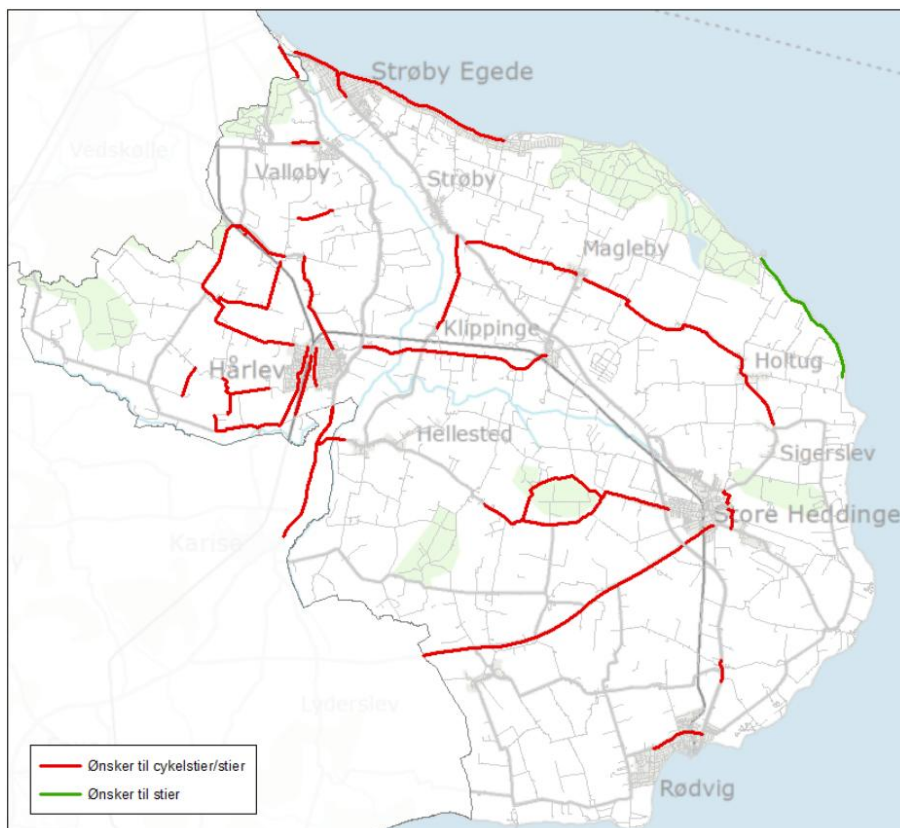 Strøby Egede
Vedskølle
Valløby
Strøby
Magleby
Klippinge
Holtug
Hårlev
Hellested
Sigerslev
Store Heddinge
Karise
Lyderslev
Rødvig
Ønsker til cykelstier/stier
Ønsker til stier